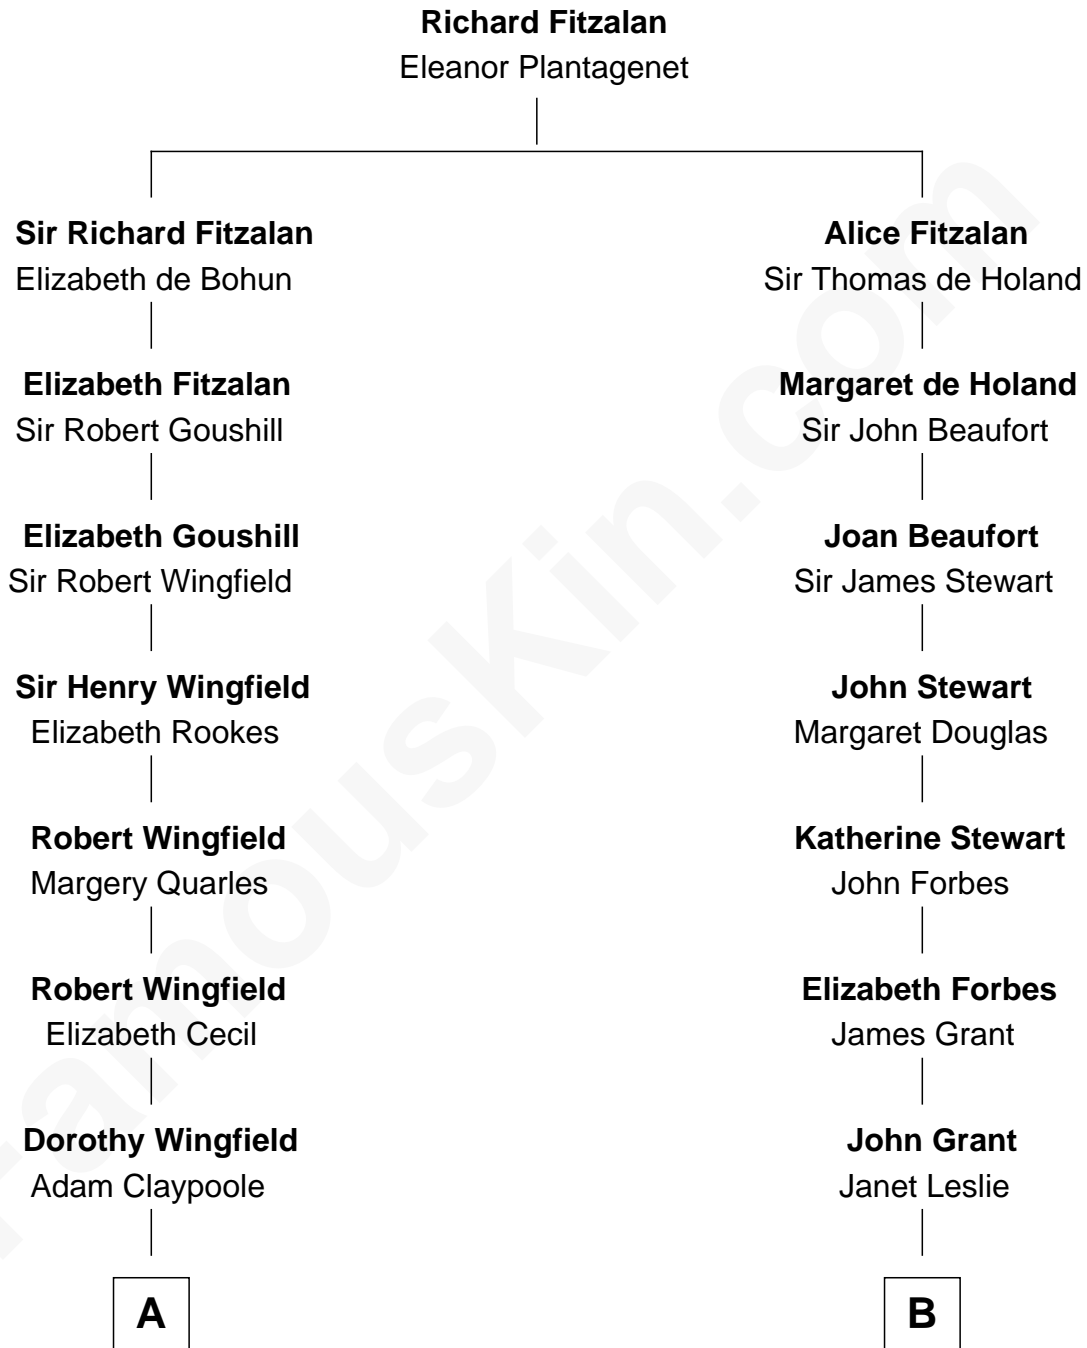 Richard Fitzalan
Eleanor Plantagenet
Sir Richard Fitzalan
Elizabeth de Bohun
Alice Fitzalan
Sir Thomas de Holand
Elizabeth Fitzalan
Sir Robert Goushill
Margaret de Holand
Sir John Beaufort
Elizabeth Goushill
Sir Robert Wingfield
Joan Beaufort
Sir James Stewart
Sir Henry Wingfield
Elizabeth Rookes
John Stewart
Margaret Douglas
Robert Wingfield
Margery Quarles
Katherine Stewart
John Forbes
Robert Wingfield
Elizabeth Cecil
Elizabeth Forbes
James Grant
Dorothy Wingfield
Adam Claypoole
John Grant
Janet Leslie
A
B
FamousKin.com